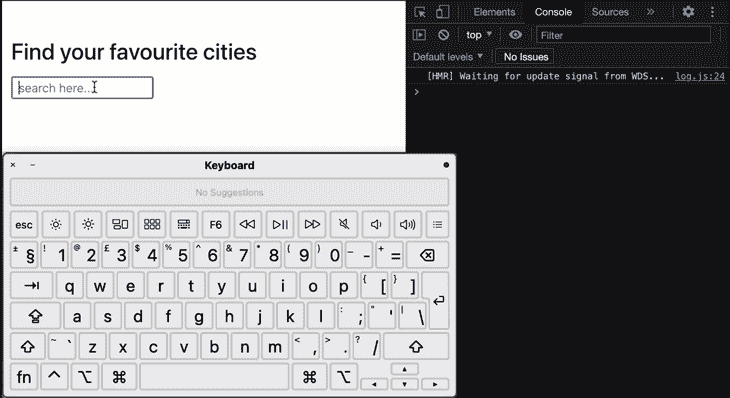 Find your favourite cities
search here...
Elements Console Sources »
top Filter
Default levels No Issues
[HMR] Waiting for update signal from WDS... log.js:24
>
× − Keyboard
No Suggestions
esc F6
± § ! 1 @ 2 £ 3 $ 4 % 5 ^ 6 & 7 * 8 ( 9 ) 0 _ - + =
q w e r t y u i o p { [ } ]
a s d f g h j k l : ; " ' | \
~ ` z x c v b n m < , > . ? /
fn ^ ⌥ ⌘ ⌘ ⌥